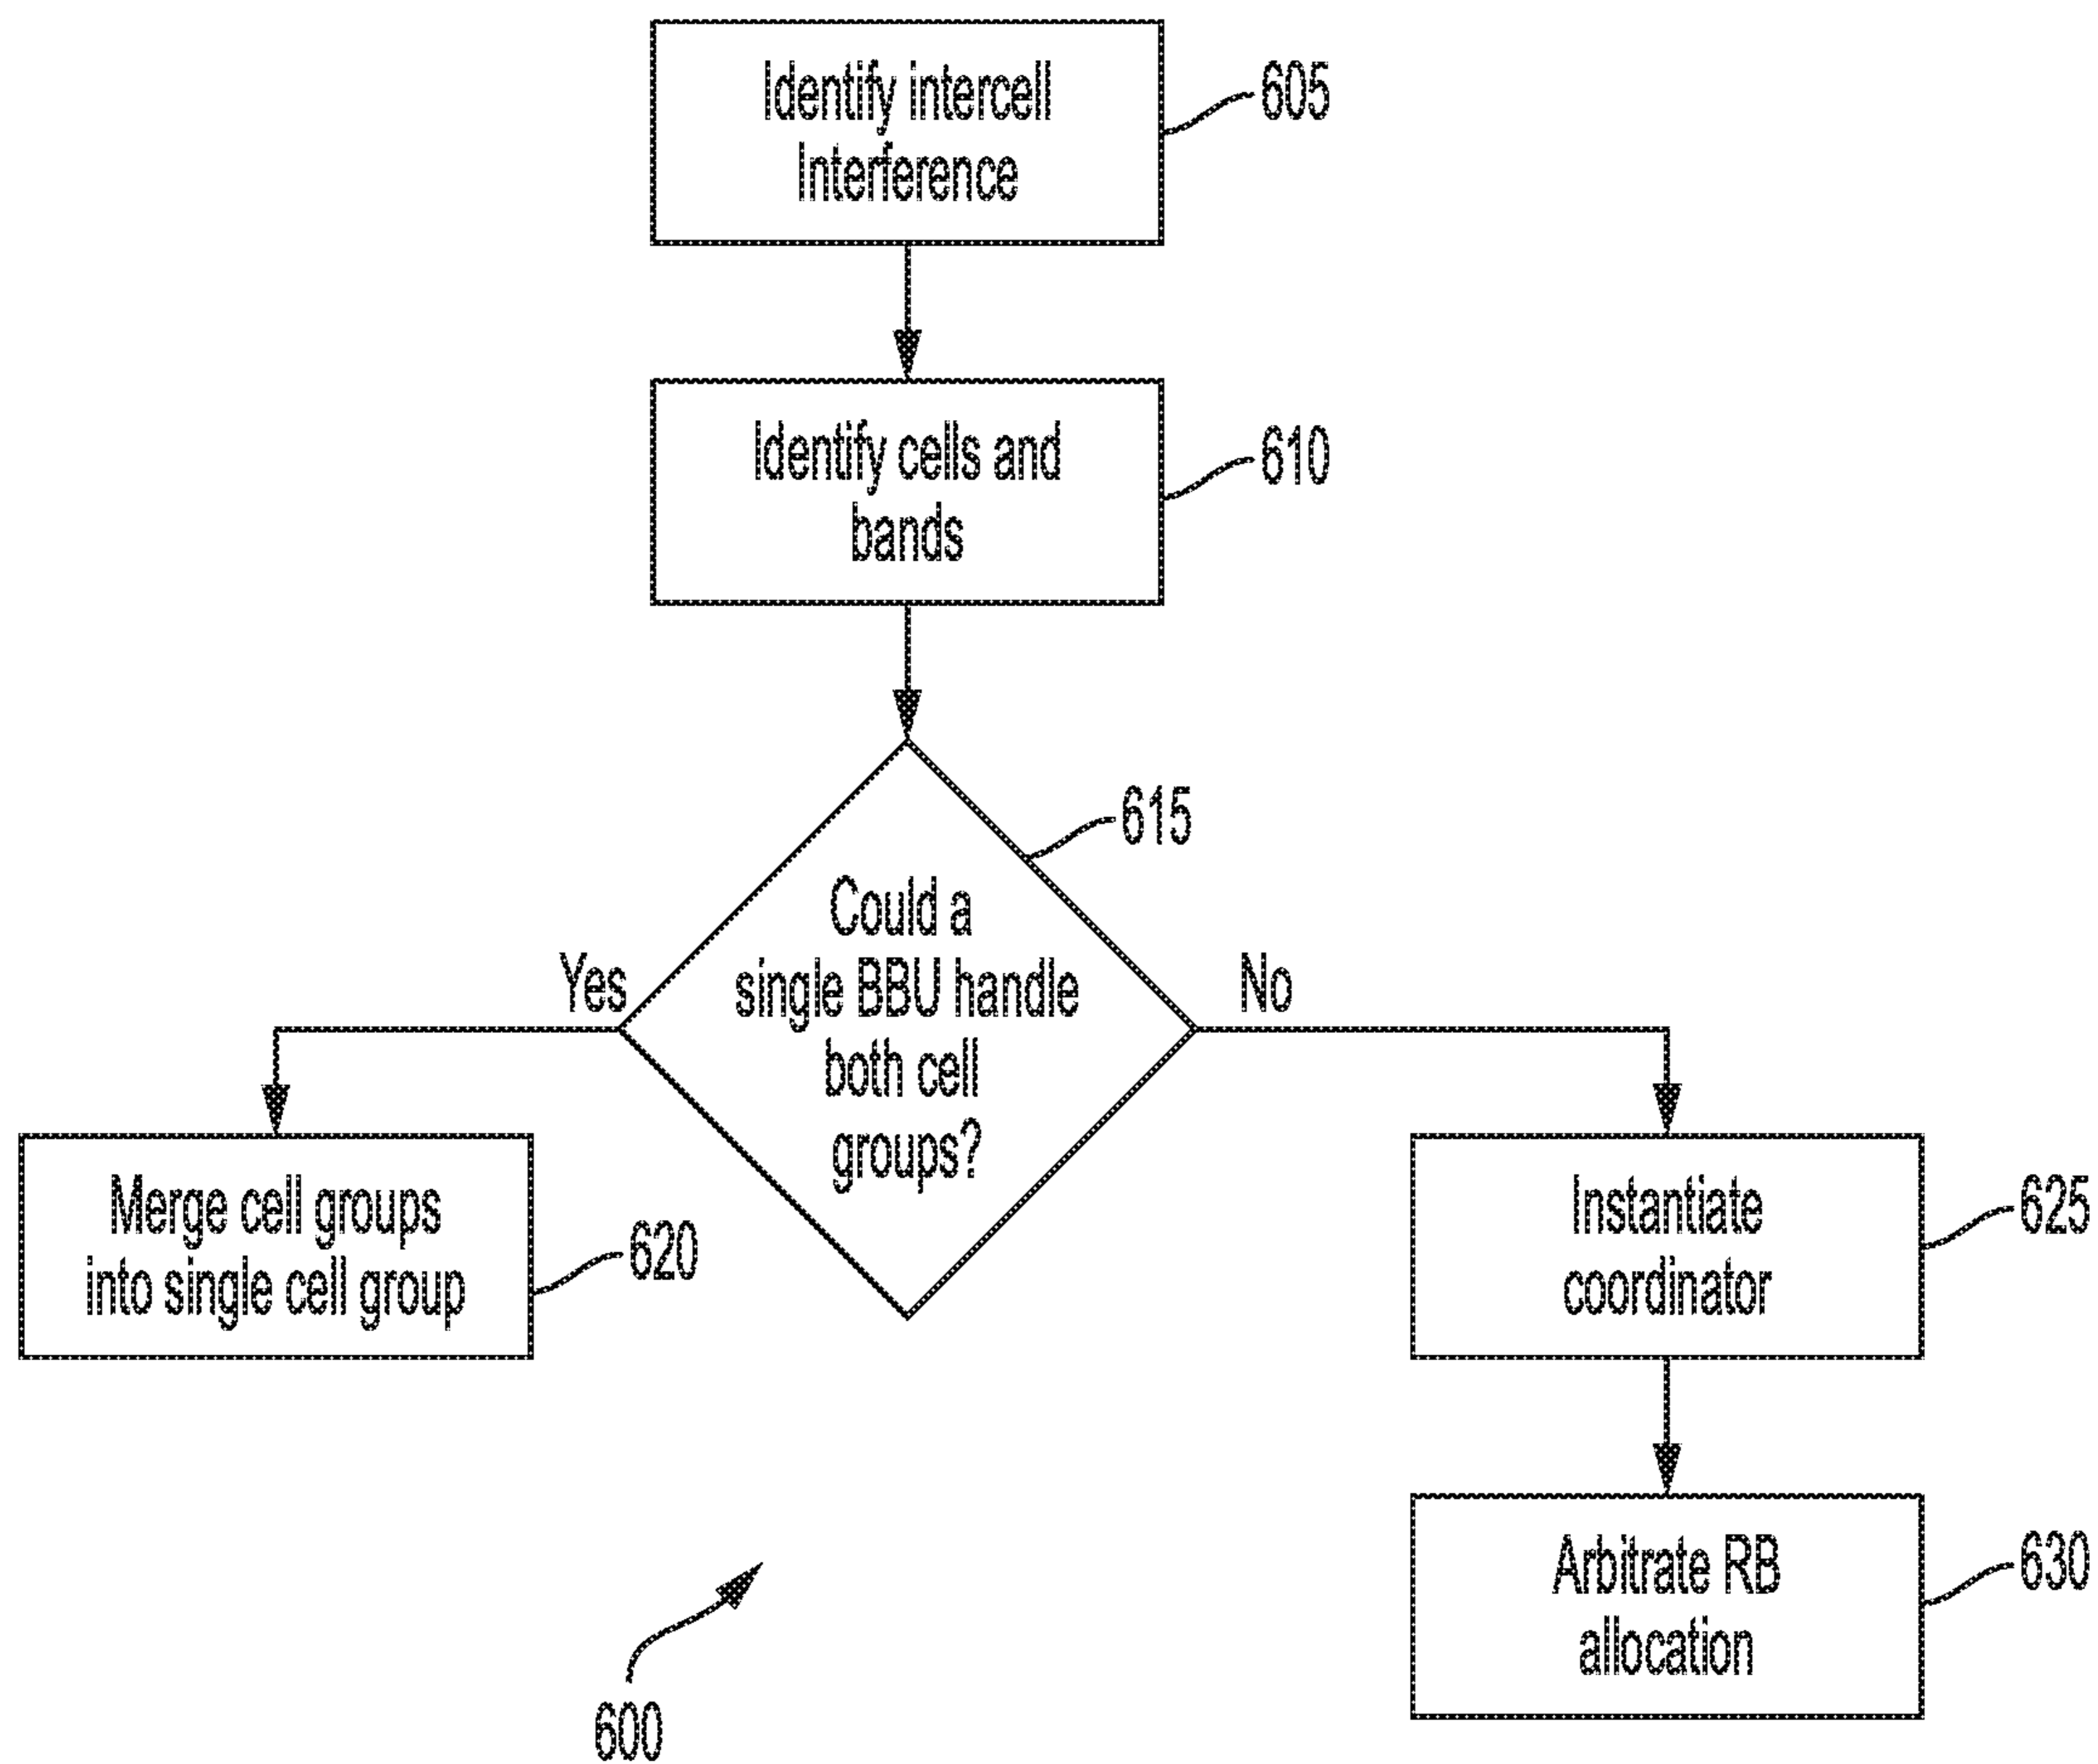 Identify intercell
Interference
605
Identify cells and
bands
610
615
Could a
single BBU handle
both cell
groups?
Yes
No
Merge cell groups
into single cell group
620
Instantiate
coordinator
625
Arbitrate RB
allocation
630
600